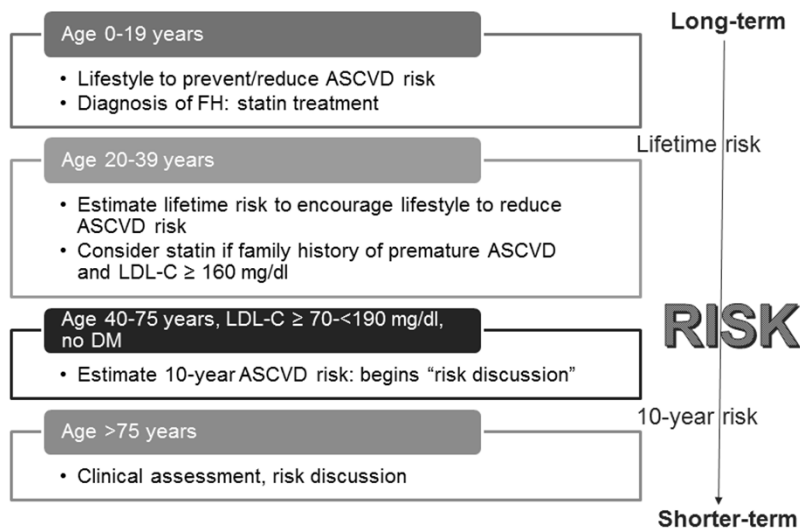 Age 0-19 years
• Lifestyle to prevent/reduce ASCVD risk
• Diagnosis of FH: statin treatment
Age 20-39 years
• Estimate lifetime risk to encourage lifestyle to reduce
ASCVD risk
• Consider statin if family history of premature ASCVD
and LDL-C ≥ 160 mg/dl
Age 40-75 years, LDL-C ≥ 70-<190 mg/dl,
no DM
• Estimate 10-year ASCVD risk: begins “risk discussion”
Age >75 years
• Clinical assessment, risk discussion
Long-term
Lifetime risk
RISK
10-year risk
Shorter-term